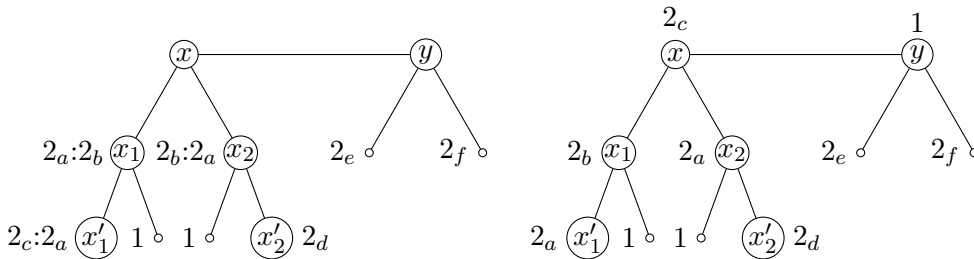 2_c 1
x y x y
2_a:2_b x_1 2_b:2_a x_2 2_e 2_f 2_b x_1 2_a x_2 2_e 2_f
2_c:2_a x'_1 1 1 x'_2 2_d 2_a x'_1 1 1 x'_2 2_d